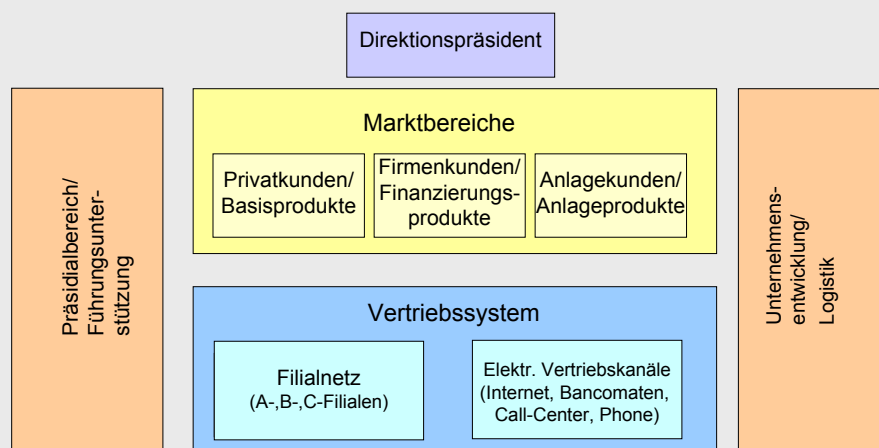 Direktionspräsident
Präsidialbereich/
Führungsunter-
stützung
Marktbereiche
Privatkunden/
Basisprodukte
Firmenkunden/
Finanzierungs-
produkte
Anlagekunden/
Anlageprodukte
Vertriebssystem
Filialnetz
(A-,B-,C-Filialen)
Elektr. Vertriebskanäle
(Internet, Bancomaten,
Call-Center, Phone)
Unternehmens-
entwicklung/
Logistik